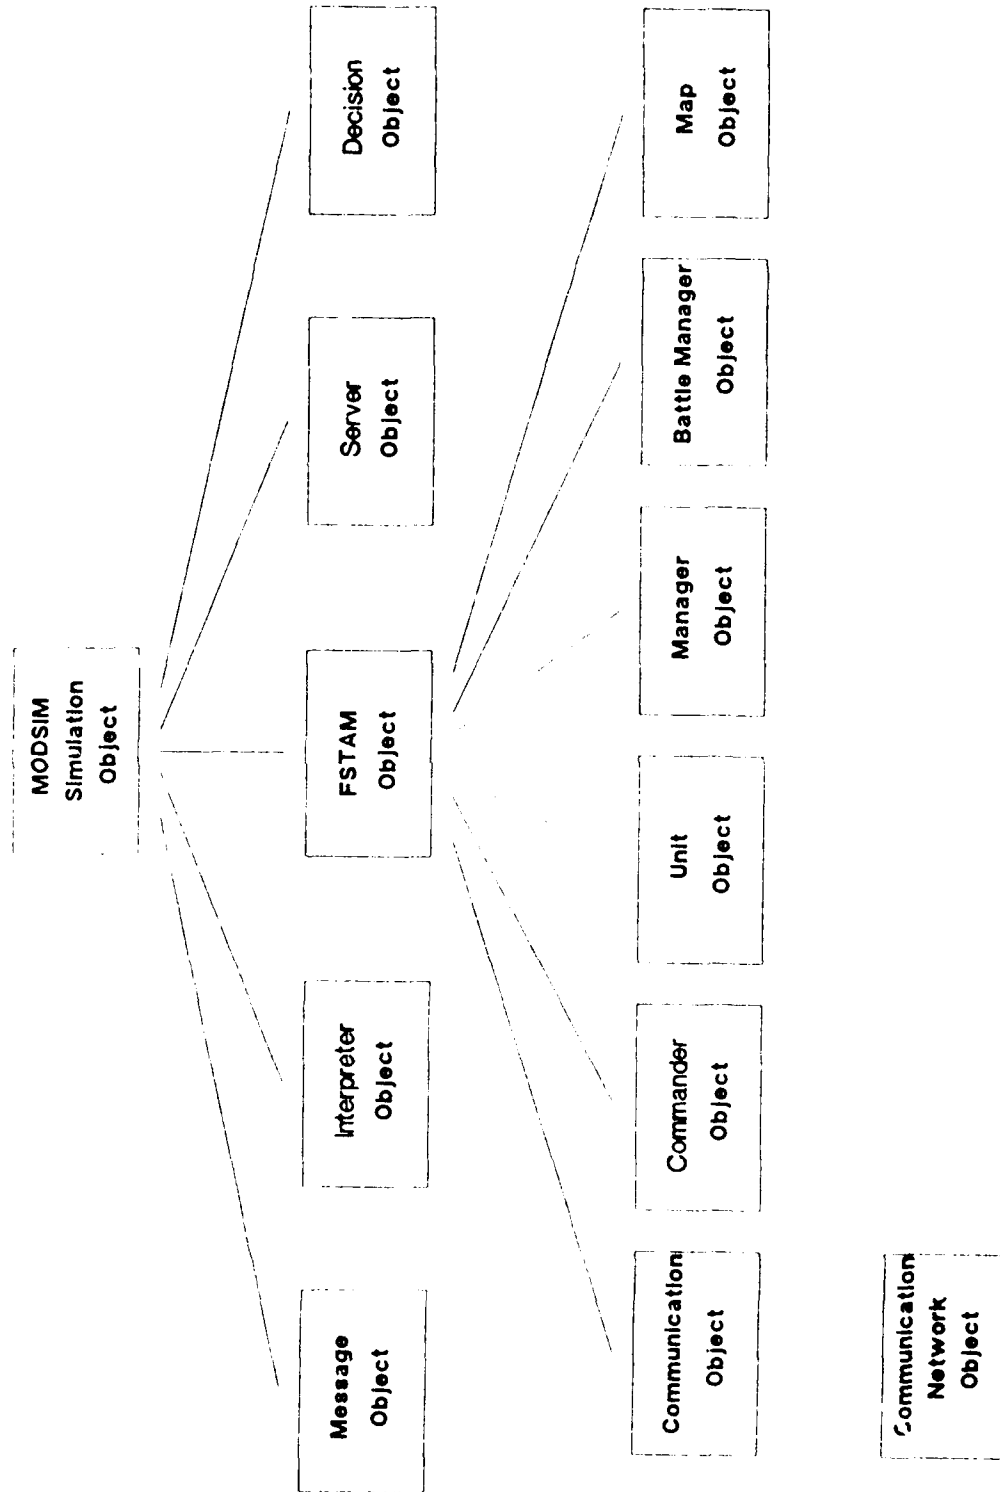 MODSIM
Simulation
Object
Message
Object
Interpreter
Object
FSTAM
Object
Server
Object
Decision
Object
Communication
Object
Commander
Object
Unit
Object
Manager
Object
Battle Manager
Object
Map
Object
Communication
Network
Object